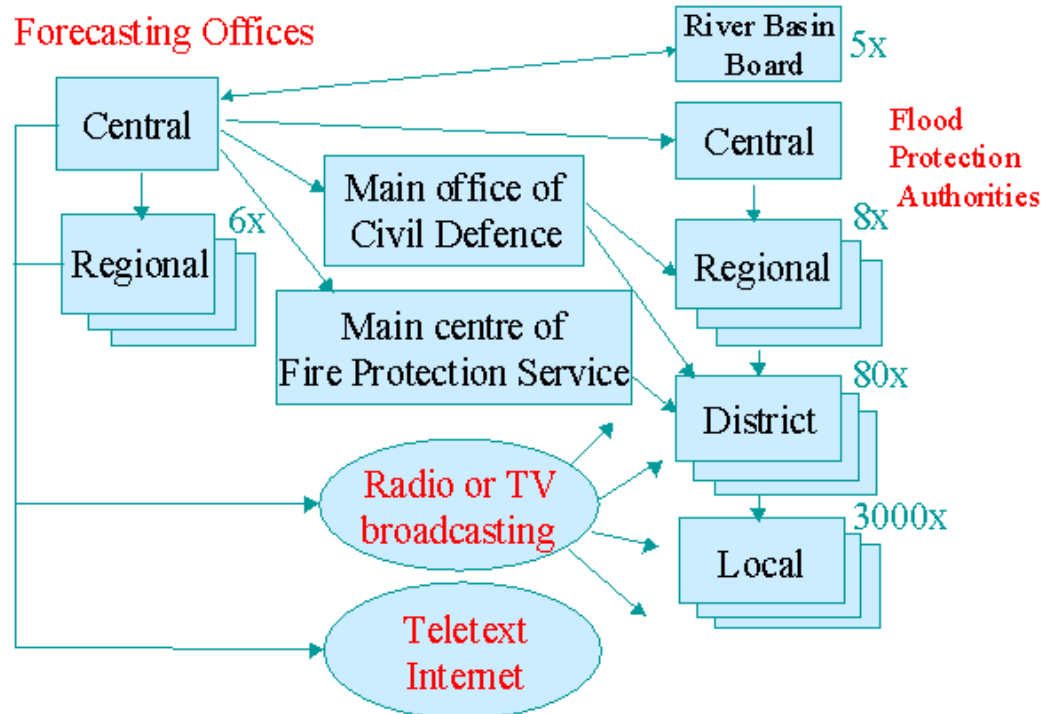 Forecasting Offices
River Basin
Board
5x
Central
Central
Flood
Protection
Authorities
Main office of
Civil Defence
6x
Regional
8x
Regional
Main centre of
Fire Protection Service
80x
District
Radio or TV
broadcasting
3000x
Local
Teletext
Internet